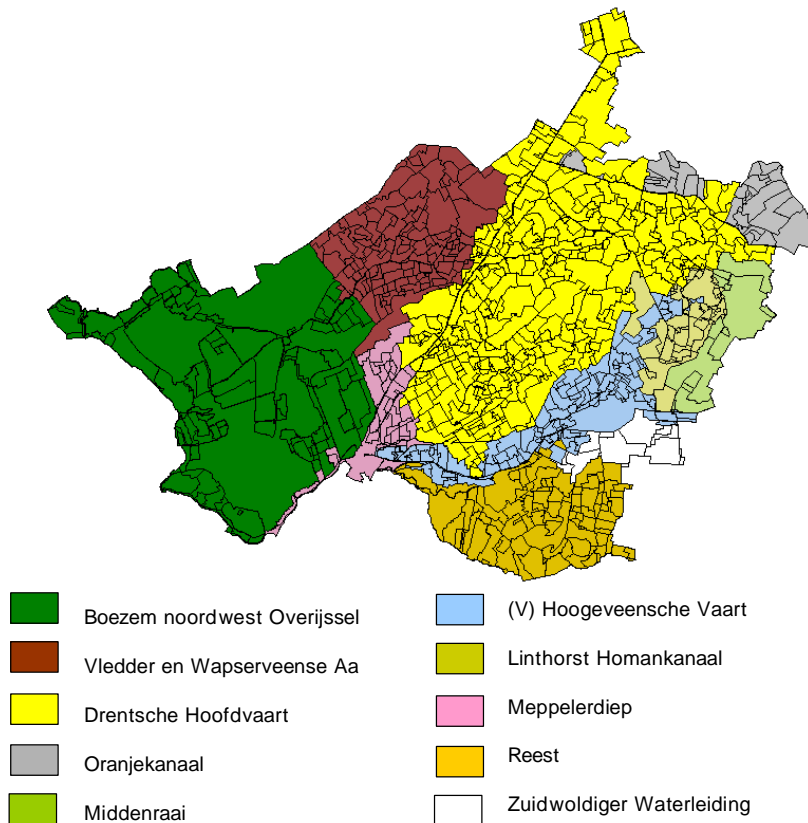 Boezem noordwest Overijssel
Vledder en Wapserveense Aa
Drentsche Hoofdvaart
Oranjekanaal
Middenraai
(V) Hoogeveensche Vaart
Linthorst Homankanaal
Meppelerdiep
Reest
Zuidwoldiger Waterleiding